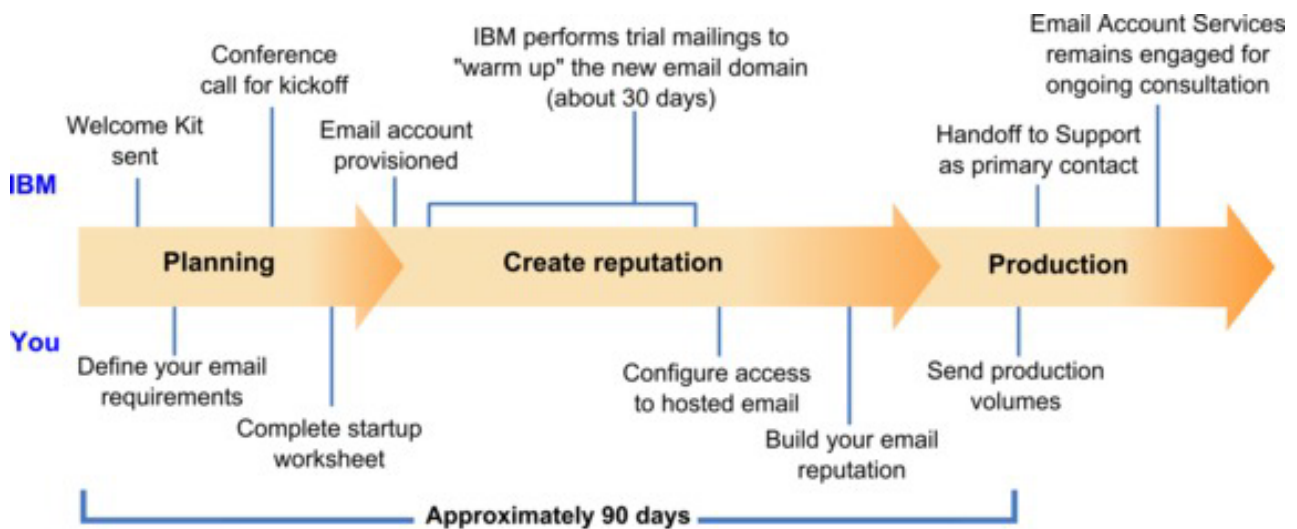 Email Account Services
remains engaged for
ongoing consultation
IBM performs trial mailings to
"warm up" the new email domain
(about 30 days)
Conference
call for kickoff
Welcome Kit
sent
Email account
provisioned
Handoff to Support
as primary contact
IBM
Planning
Create reputation
Production
You
Define your email
requirements
Complete startup
worksheet
Configure access
to hosted email
Build your email
reputation
Send production
volumes
Approximately 90 days